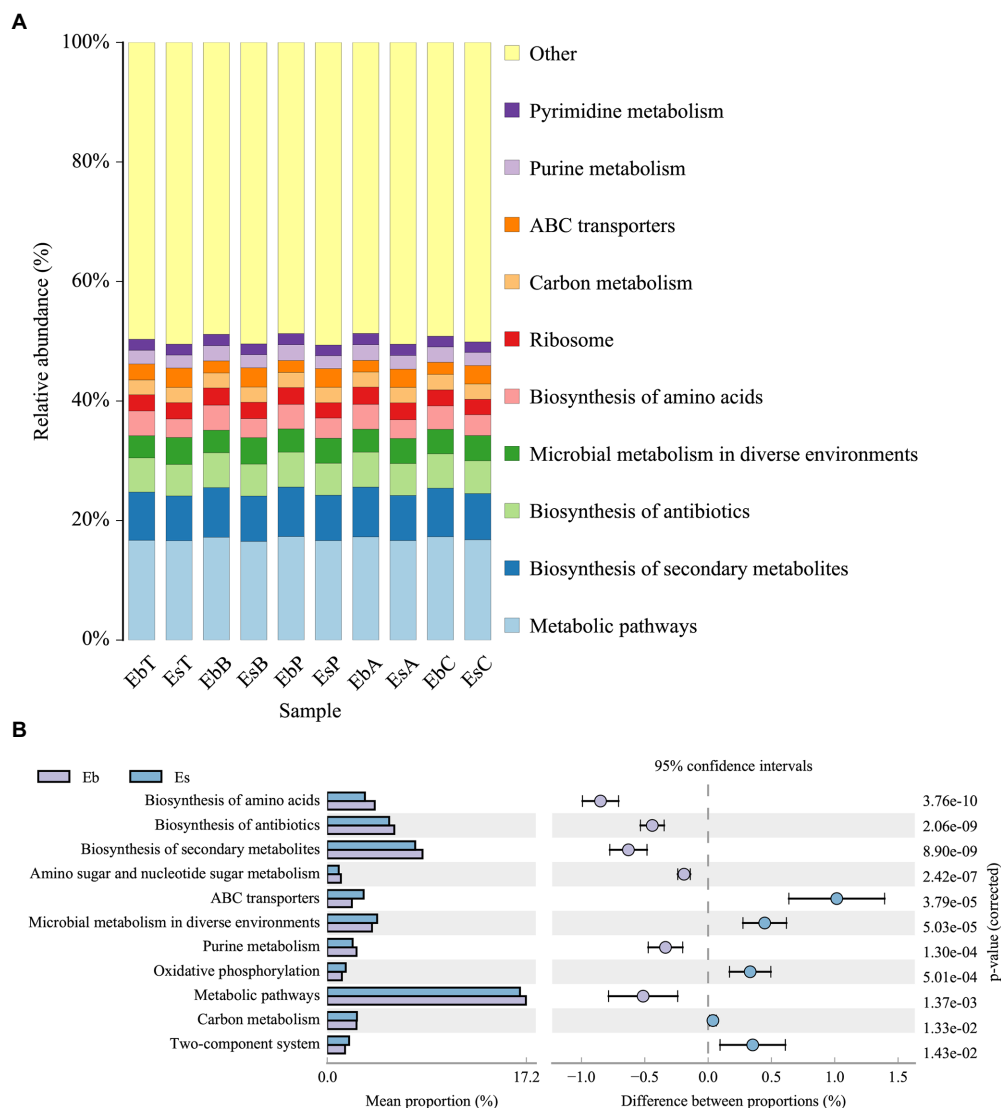 A
100%
80%
60%
40%
20%
0%
Relative abundance (%)
EbT
EsT
EbB
EsB
EbP
EsP
EbA
EsA
EbC
EsC
Sample
Other
Pyrimidine metabolism
Purine metabolism
ABC transporters
Carbon metabolism
Ribosome
Biosynthesis of amino acids
Microbial metabolism in diverse environments
Biosynthesis of antibiotics
Biosynthesis of secondary metabolites
Metabolic pathways
B
Eb Es
95% confidence intervals
Biosynthesis of amino acids 3.76e-10
Biosynthesis of antibiotics 2.06e-09
Biosynthesis of secondary metabolites 8.90e-09
Amino sugar and nucleotide sugar metabolism 2.42e-07
ABC transporters 3.79e-05
Microbial metabolism in diverse environments 5.03e-05
Purine metabolism 1.30e-04
Oxidative phosphorylation 5.01e-04
Metabolic pathways 1.37e-03
Carbon metabolism 1.33e-02
Two-component system 1.43e-02
p-value (corrected)
0.0 17.2 −1.0 −0.5 0.0 0.5 1.0 1.5
Mean proportion (%) Difference between proportions (%)